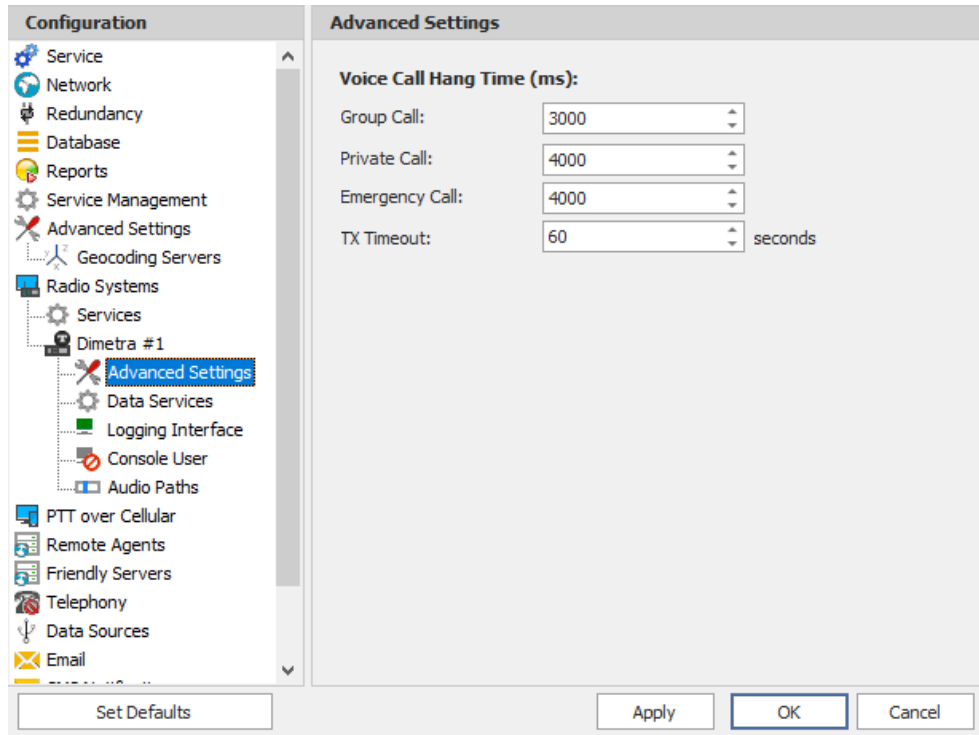 Configuration
Service
Network
Redundancy
Database
Reports
Service Management
Advanced Settings
Geocoding Servers
Radio Systems
Services
Dimetra #1
Advanced Settings
Data Services
Logging Interface
Console User
Audio Paths
PTT over Cellular
Remote Agents
Friendly Servers
Telephony
Data Sources
Email
Set Defaults
Advanced Settings
Voice Call Hang Time (ms):
Group Call: 3000
Private Call: 4000
Emergency Call: 4000
TX Timeout: 60 seconds
Apply OK Cancel